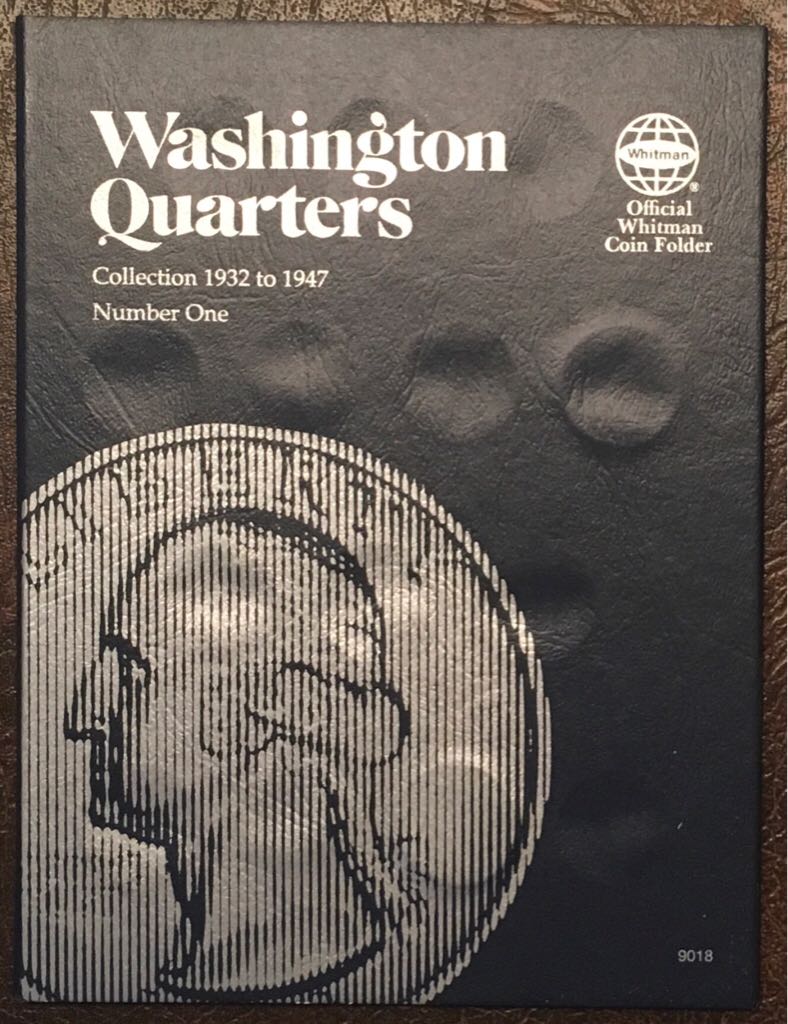 Washington
Quarters
Collection 1932 to 1947
Number One
Whitman
®
Official
Whitman
Coin Folder
9018